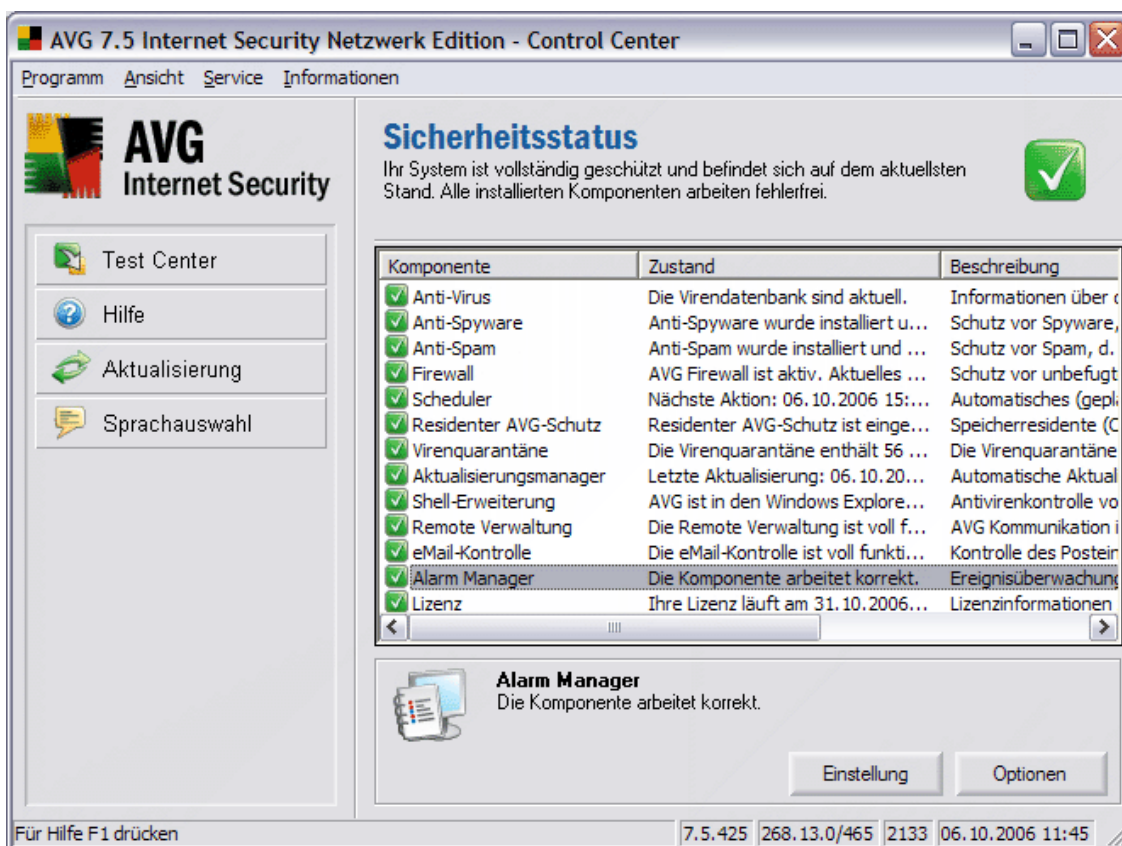 AVG 7.5 Internet Security Netzwerk Edition - Control Center
Programm Ansicht Service Informationen
AVG
Internet Security
Test Center
Hilfe
Aktualisierung
Sprachauswahl
Sicherheitsstatus
Ihr System ist vollständig geschützt und befindet sich auf dem aktuellsten
Stand. Alle installierten Komponenten arbeiten fehlerfrei.
Komponente Zustand Beschreibung
Anti-Virus Die Virendatenbank sind aktuell. Informationen über
Anti-Spyware Anti-Spyware wurde installiert u... Schutz vor Spyware,
Anti-Spam Anti-Spam wurde installiert und ... Schutz vor Spam, d.
Firewall AVG Firewall ist aktiv. Aktuelles ... Schutz vor unbefugt
Scheduler Nächste Aktion: 06.10.2006 15:... Automatisches (gepl
Residenter AVG-Schutz Residenter AVG-Schutz ist einge... Speicherresidente (
Virenquarantäne Die Virenquarantäne enthält 56 ... Die Virenquarantäne
Aktualisierungsmanager Letzte Aktualisierung: 06.10.20... Automatische Aktual
Shell-Erweiterung AVG ist in den Windows Explore... Antivirenkontrolle vo
Remote Verwaltung Die Remote Verwaltung ist voll f... AVG Kommunikation i
eMail-Kontrolle Die eMail-Kontrolle ist voll funkti... Kontrolle des Postein
Alarm Manager Die Komponente arbeitet korrekt. Ereignisüberwachung
Lizenz Ihre Lizenz läuft am 31.10.2006... Lizenzinformationen
Alarm Manager
Die Komponente arbeitet korrekt.
Einstellung Optionen
Für Hilfe F1 drücken 7.5.425 268.13.0/465 2133 06.10.2006 11:45